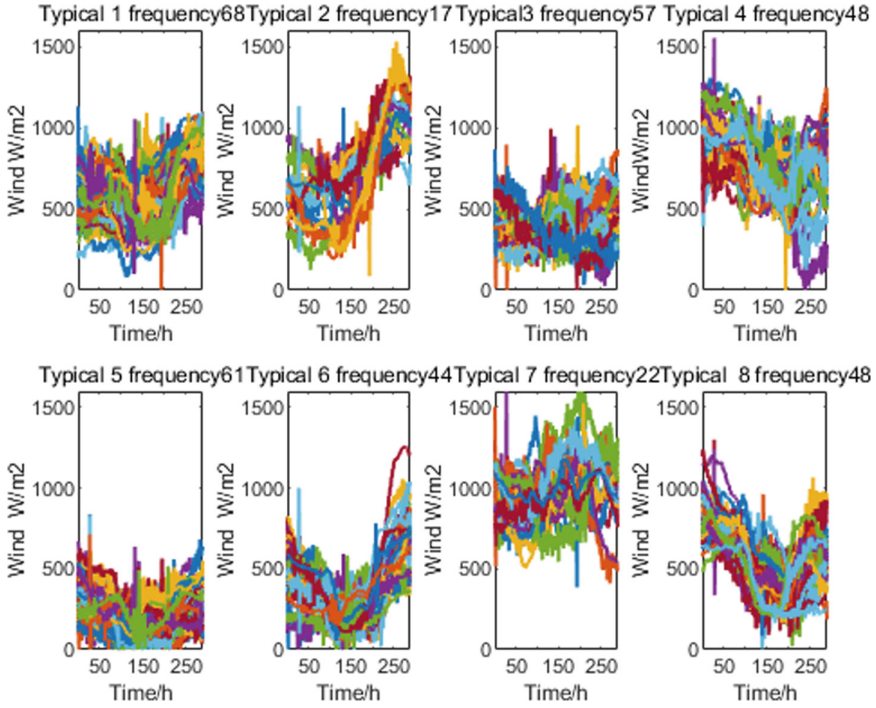 Typical 1 frequency68
Typical 2 frequency17
Typical3 frequency57
Typical 4 frequency48
Wind W/m2
1500
1000
500
0
50 150 250
Time/h
Wind W/m2
1500
1000
500
0
50 150 250
Time/h
Wind W/m2
1500
1000
500
0
50 150 250
Time/h
WindW/m2
1500
1000
500
0
50 150 250
Time/h
Typical 5 frequency61
Typical 6 frequency44
Typical 7 frequency22
Typical 8 frequency48
Wind W/m2
1500
1000
500
0
50 150 250
Time/h
Wind W/m2
1500
1000
500
0
50 150 250
Time/h
Wind W/m2
1500
1000
500
0
50 150 250
Time/h
Wind W/m2
1500
1000
500
0
50 150 250
Time/h